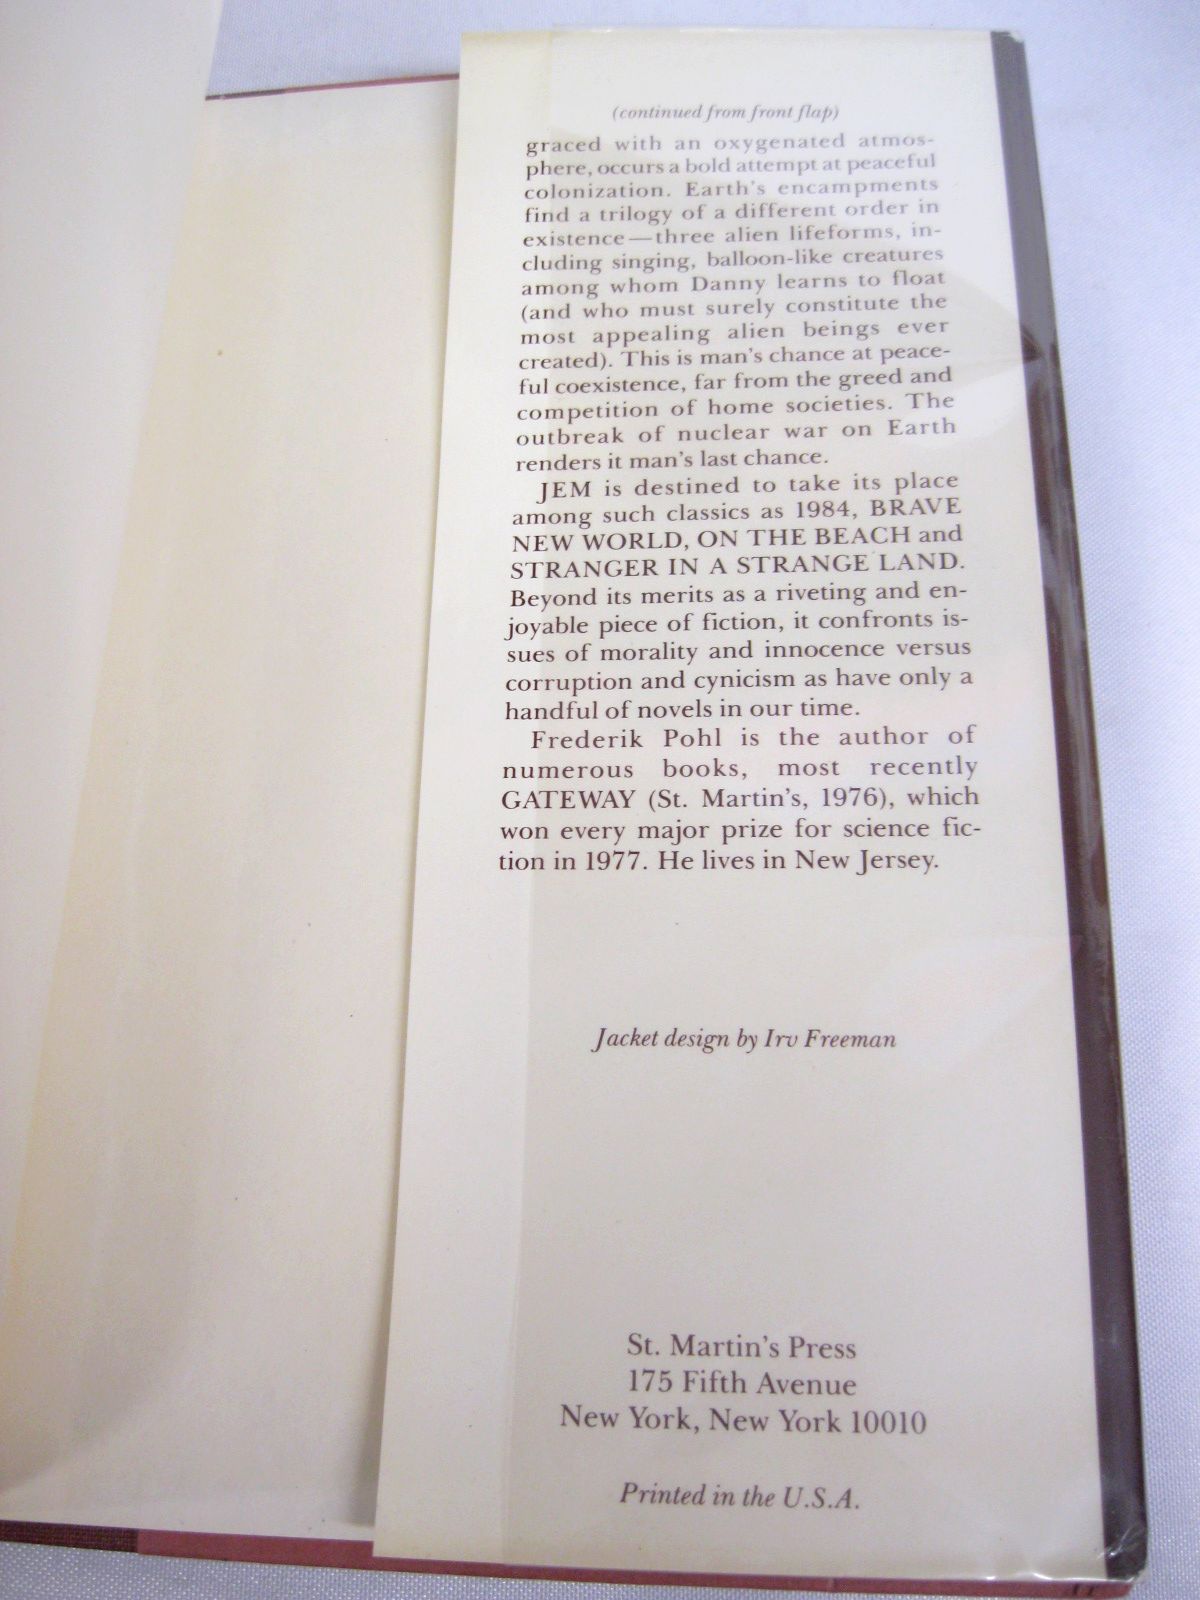 (continued from front flap)
graced with an oxygenated atmos-
phere, occurs a bold attempt at peaceful
colonization. Earth's encampments
find a trilogy of a different order in
existence—three alien lifeforms, in-
cluding singing, balloon-like creatures
among whom Danny learns to float
(and who must surely constitute the
most appealing alien beings ever
created). This is man's chance at peace-
ful coexistence, far from the greed and
competition of home societies. The
outbreak of nuclear war on Earth
renders it man's last chance.
JEM is destined to take its place
among such classics as 1984, BRAVE
NEW WORLD, ON THE BEACH and
STRANGER IN A STRANGE LAND.
Beyond its merits as a riveting and en-
joyable piece of fiction, it confronts is-
sues of morality and innocence versus
corruption and cynicism as have only a
handful of novels in our time.
Frederik Pohl is the author of
numerous books, most recently
GATEWAY (St. Martin's, 1976), which
won every major prize for science fic-
tion in 1977. He lives in New Jersey.
Jacket design by Irv Freeman
St. Martin's Press
175 Fifth Avenue
New York, New York 10010
Printed in the U.S.A.